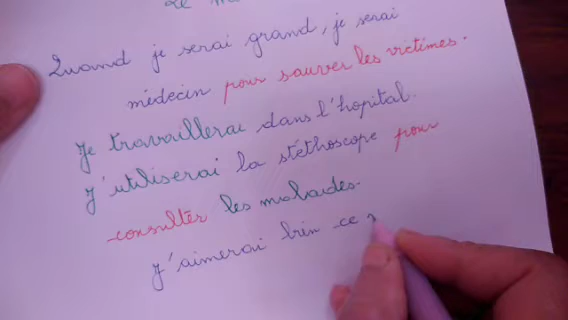 Le m
Quand je serai grand, je serai
médecin pour sauver les victimes.
Je travaillerai dans l'hopital.
J'utiliserai la stéthoscope pour
consulter les malades.
J'aimerai bien ce